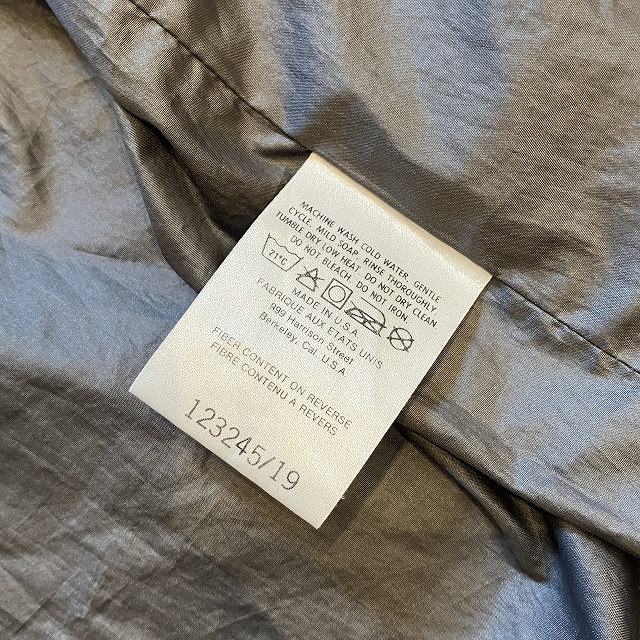 MACHINE WASH COLD WATER, GENTLE
CYCLE. MILD SOAP. RINSE THOROUGHLY.
TUMBLE DRY LOW HEAT. DO NOT DRY CLEAN
DO NOT BLEACH. DO NOT IRON.
21°C
MADE IN U.S.A.
FABRIQUE AUX ETATS UNIS
899 Harrison Street
Berkeley, Cal. U.S.A.
FIBER CONTENT ON REVERSE
FIBRE CONTENU A REVERS
123245/19